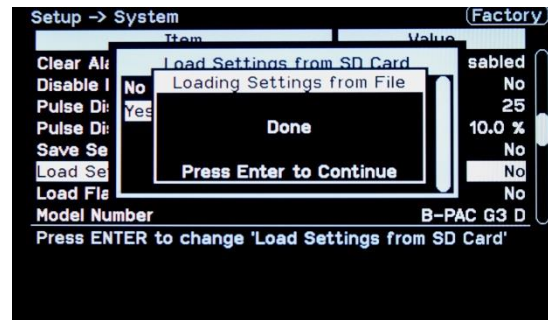 Setup -> System (Factory
Item Value
Clear Ala Load Settings from SD Card sabled
Disable I No Loading Settings from File No
Pulse Di Yes 25
Pulse Di Done 10.0 %
Save Se No
Load Se Press Enter to Continue No
Load Fla No
Model Number B-PAC G3 D
Press ENTER to change 'Load Settings from SD Card'